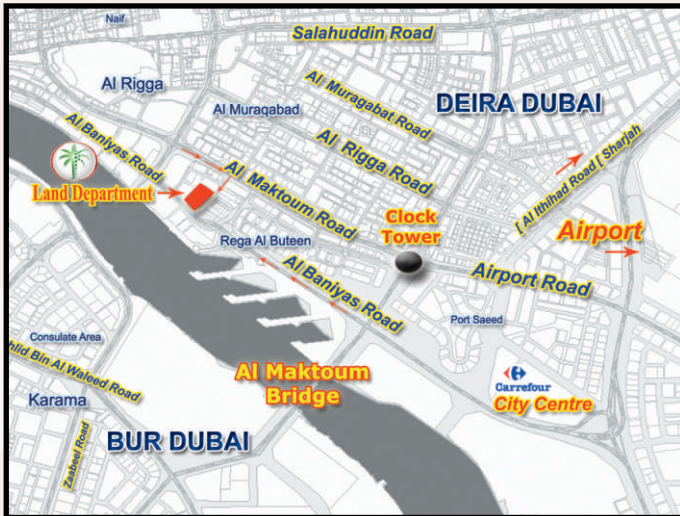 Naif
Salahuddin Road
Al Rigga
Al Muraqabad
Al Muragabat Road
DEIRA DUBAI
Al Baniyas Road
Al Rigga Road
[ Al Ithihad Road [ Sharjah
Land Department
Al Maktoum Road
Clock
Tower
Airport
Rega Al Buteen
Al Baniyas Road
Airport Road
Port Saeed
Consulate Area
hlid Bin Al Waleed Road
Al Maktoum
Bridge
Carrefour
City Centre
Karama
BUR DUBAI
Zaabeel Road